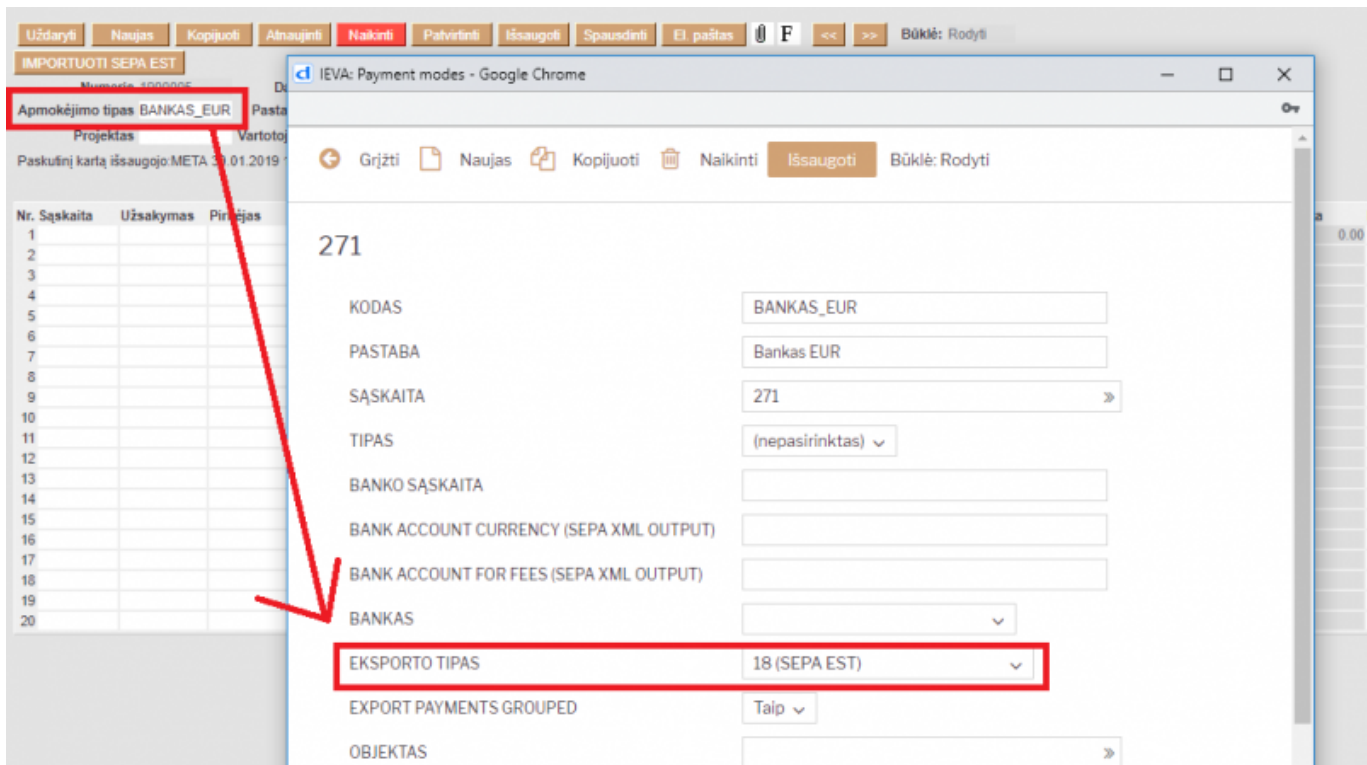 Uždaryti Naujas Kopijuoti Atnaujinti Naikinti Patvirtinti Išsaugoti Spausdinti El. paštas F << >> Būklė: Rodyti
IMPORTUOTI SEPA EST
Numeris 1900005
Apmokėjimo tipas BANKAS_EUR Pasta
Projektas Vartotoj
Paskutinį kartą išsaugojo:META 01.2019
Nr. Sąskaita Užsakymas Pirkėjas
1 0.00
2
3
4
5
6
7
8
9
10
11
12
13
14
15
16
17
18
19
20
IEVA: Payment modes - Google Chrome
Grįžti Naujas Kopijuoti Naikinti Išsaugoti Būklė: Rodyti
271
KODAS BANKAS_EUR
PASTABA Bankas EUR
SĄSKAITA 271
TIPAS (nepasirinktas)
BANKO SĄSKAITA
BANK ACCOUNT CURRENCY (SEPA XML OUTPUT)
BANK ACCOUNT FOR FEES (SEPA XML OUTPUT)
BANKAS
EKSPORTO TIPAS 18 (SEPA EST)
EXPORT PAYMENTS GROUPED Taip
OBJEKTAS